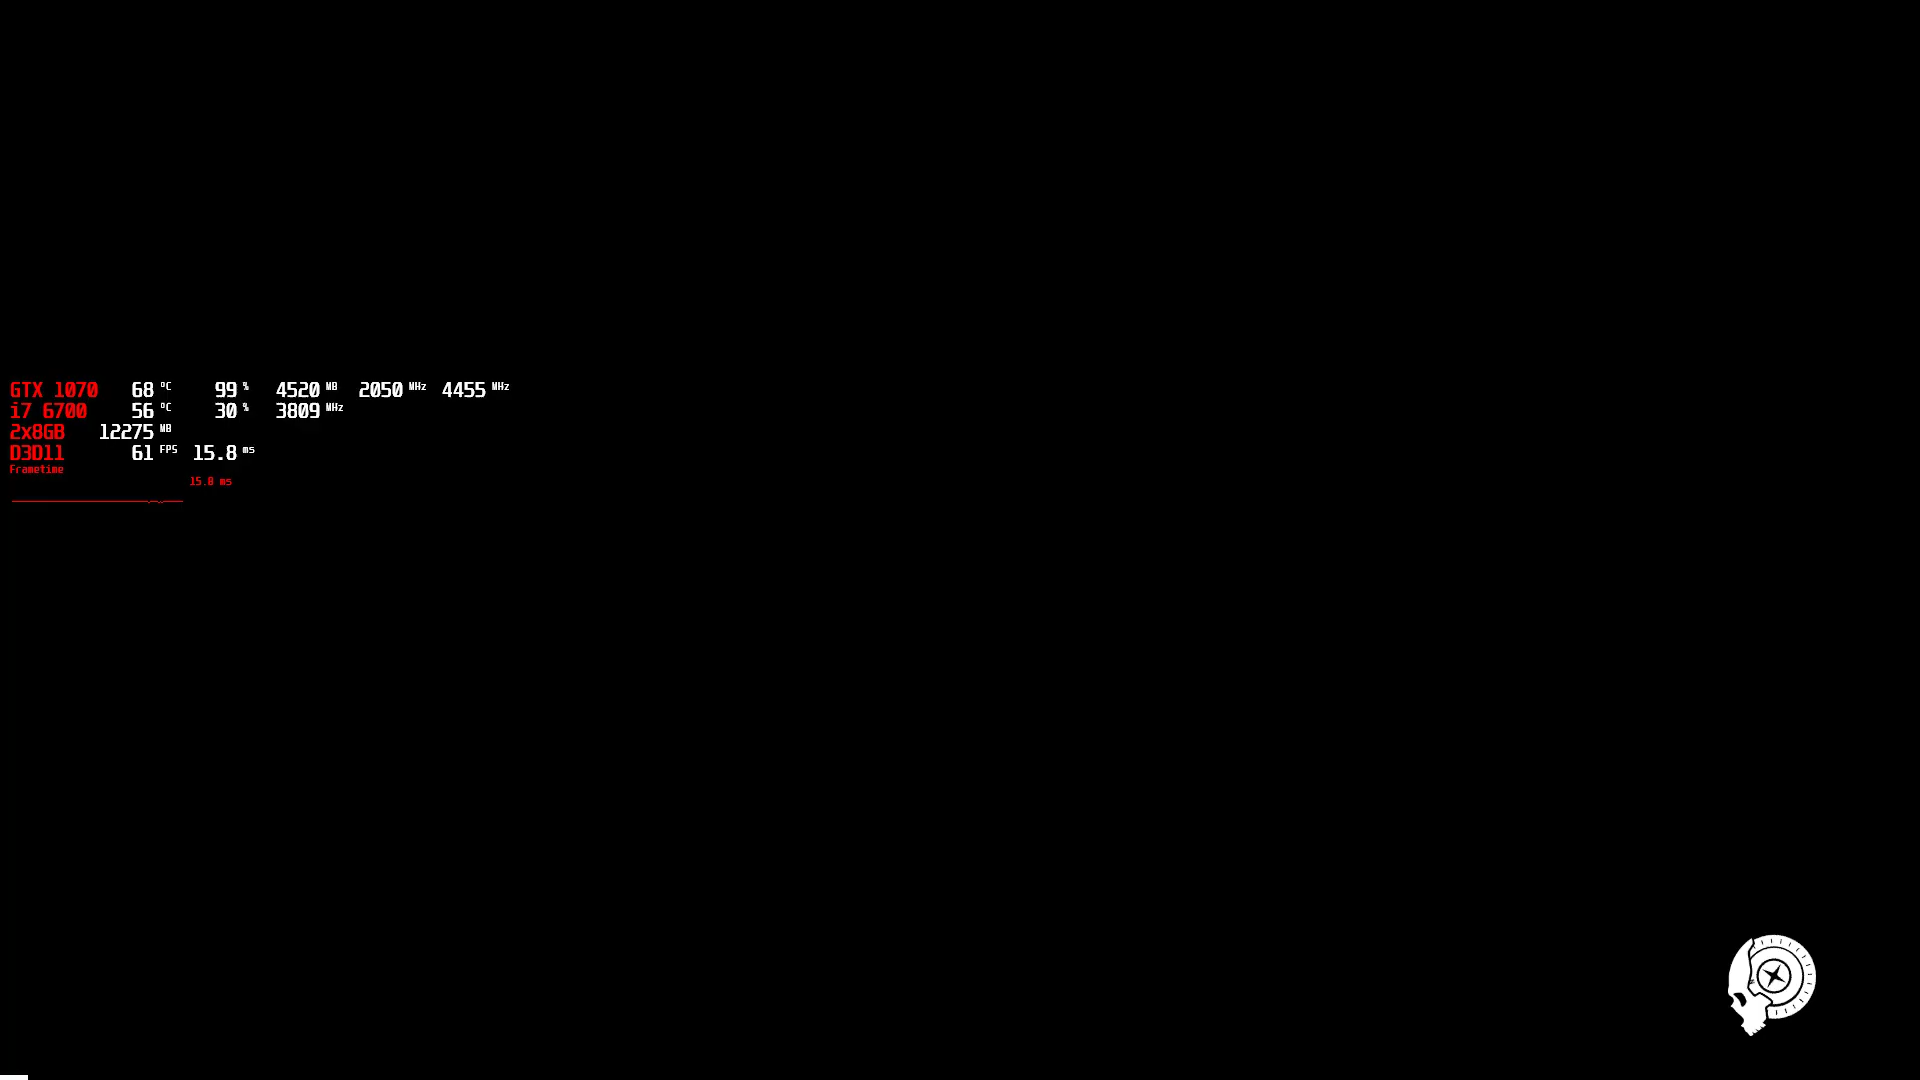 GTX 1070 68 °C 99 % 4520 MB 2050 MHz 4455 MHz
i7 6700 56 °C 30 % 3809 MHz
2x8GB 12275 MB
D3D11 61 FPS 15.8 ms
Frametime
15.8 ms